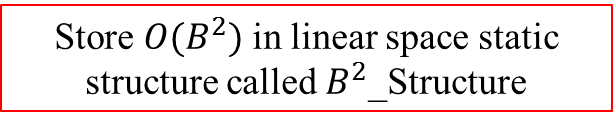 Store O(B²) in linear space static
structure called B²_Structure